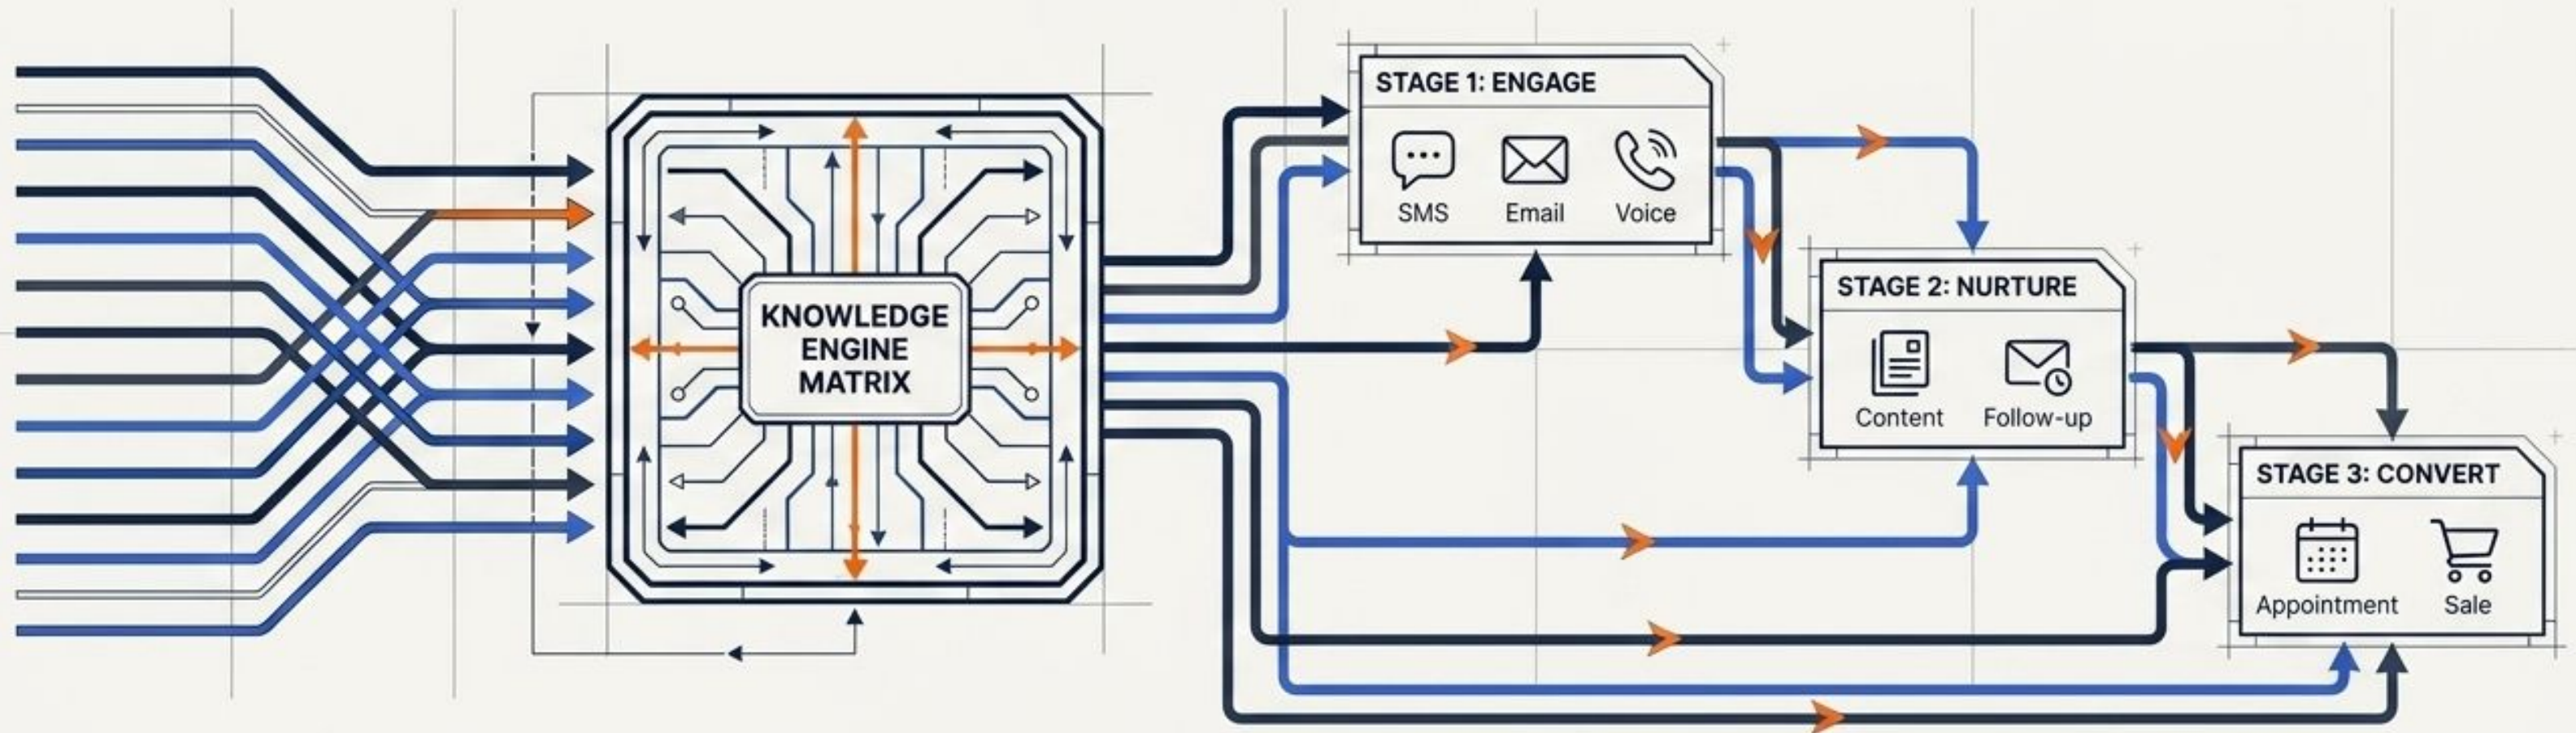 KNOWLEDGE
ENGINE
MATRIX
STAGE 1: ENGAGE
SMS
Email
Voice
STAGE 2: NURTURE
Content
Follow-up
STAGE 3: CONVERT
Appointment
Sale